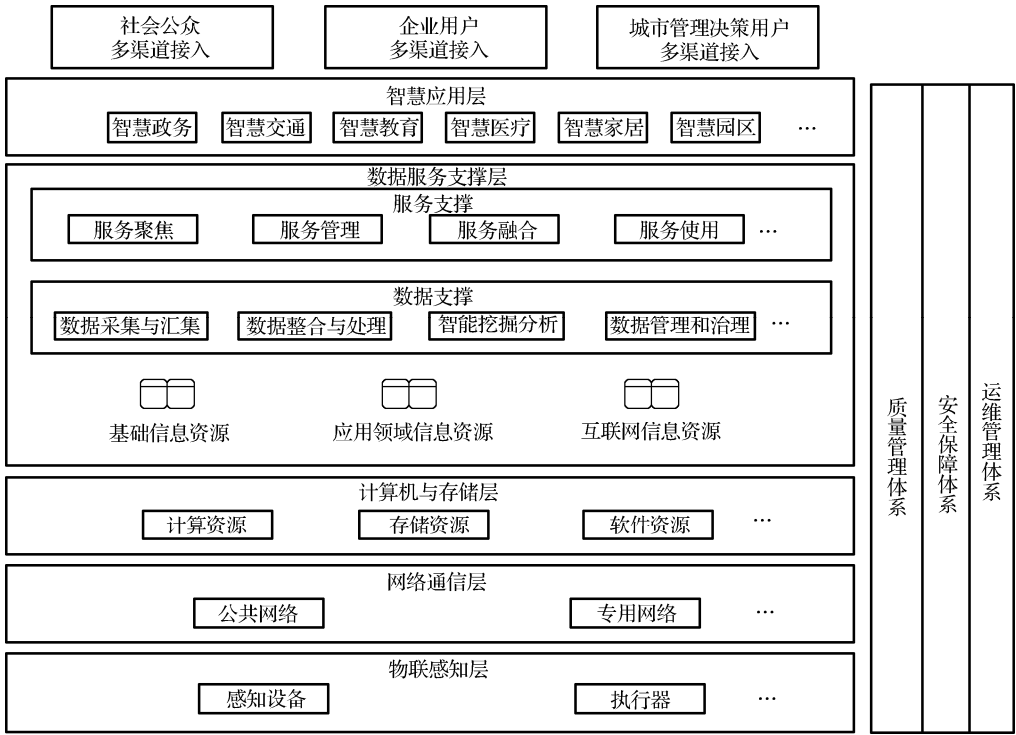 社会公众
多渠道接入
企业用户
多渠道接入
城市管理决策用户
多渠道接入
智慧应用层
智慧政务 智慧交通 智慧教育 智慧医疗 智慧家居 智慧园区 …
数据服务支撑层
服务支撑
服务聚焦 服务管理 服务融合 服务使用 …
数据支撑
数据采集与汇集 数据整合与处理 智能挖掘分析 数据管理和治理 …
基础信息资源 应用领域信息资源 互联网信息资源
计算机与存储层
计算资源 存储资源 软件资源 …
网络通信层
公共网络 专用网络 …
物联感知层
感知设备 执行器 …
质量管理体系
安全保障体系
运维管理体系